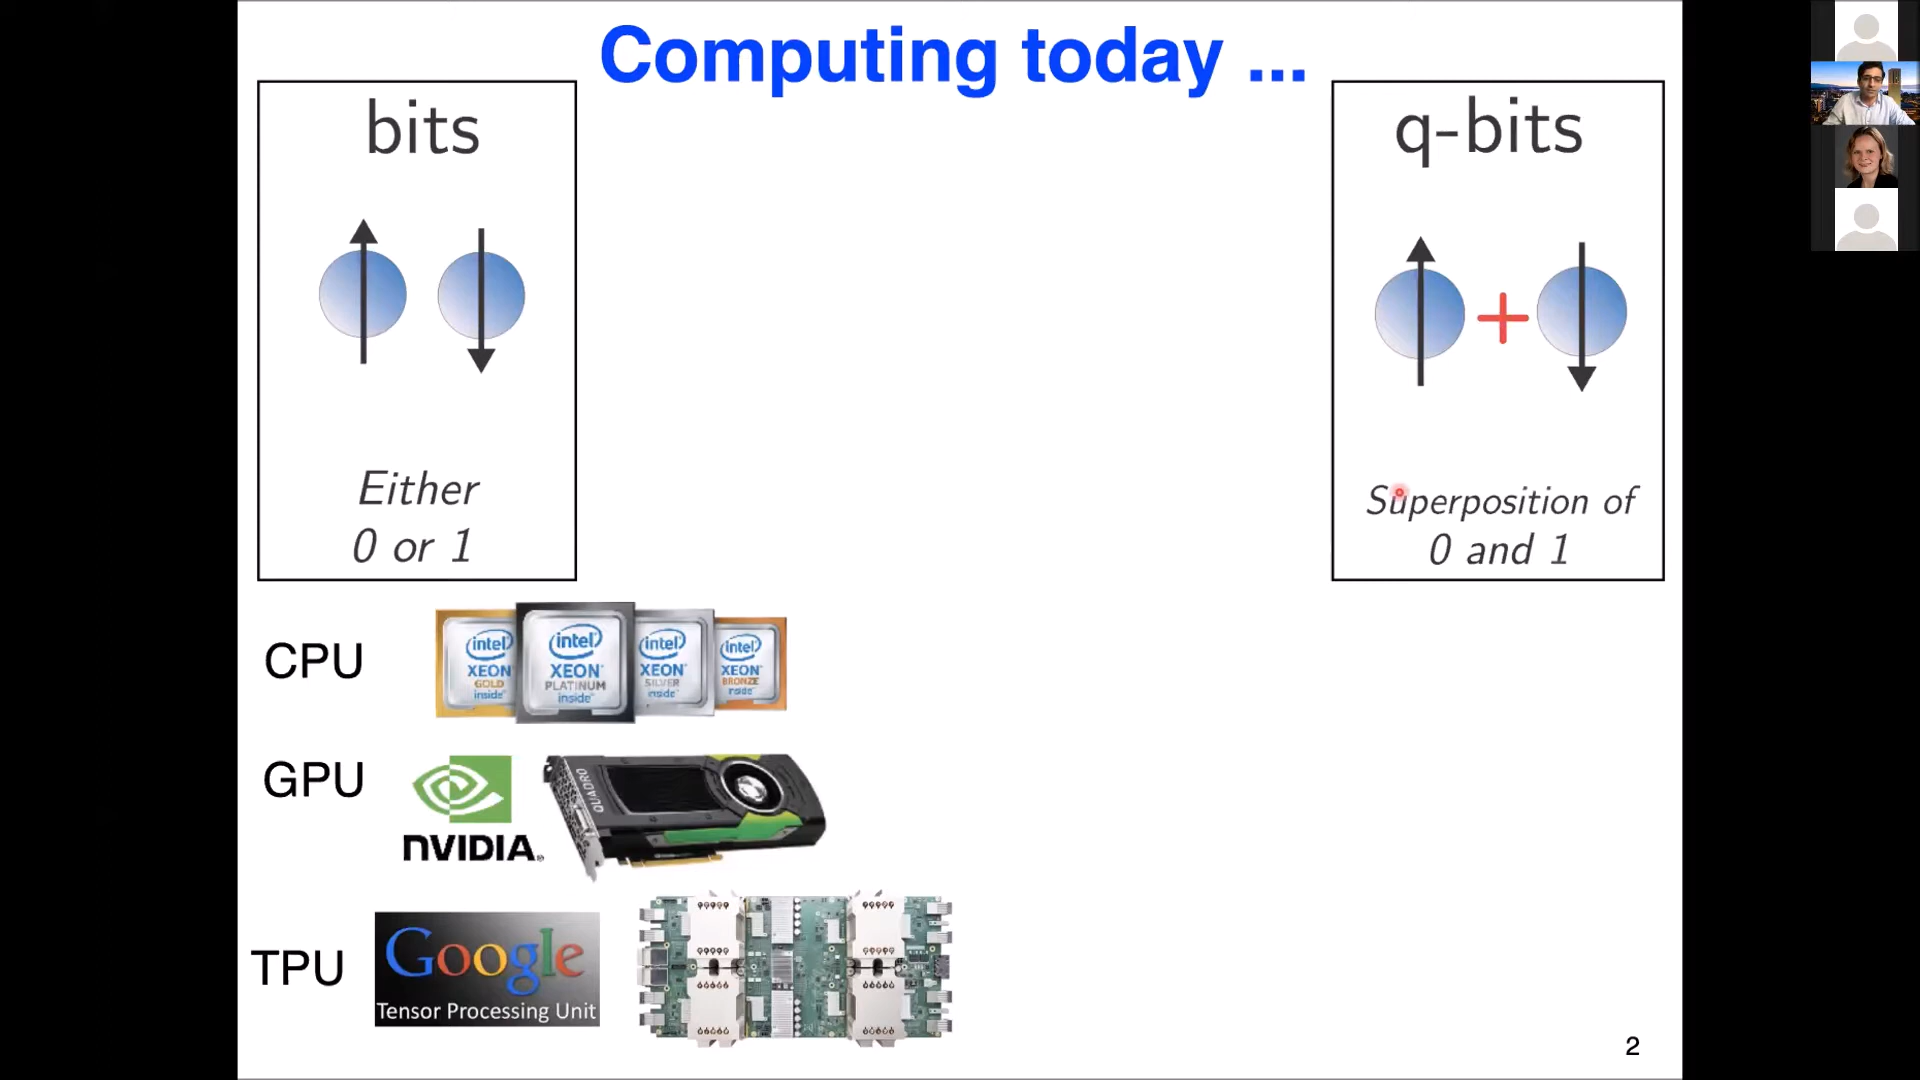 Computing today ...
bits
Either
0 or 1
q-bits
Superposition of
0 and 1
CPU
intel
XEON
GOLD
inside
intel
XEON
PLATINUM
inside
intel
XEON
SILVER
inside
intel
XEON
BRONZE
inside
GPU
NVIDIA
QUADRO
TPU
Google
Tensor Processing Unit
2